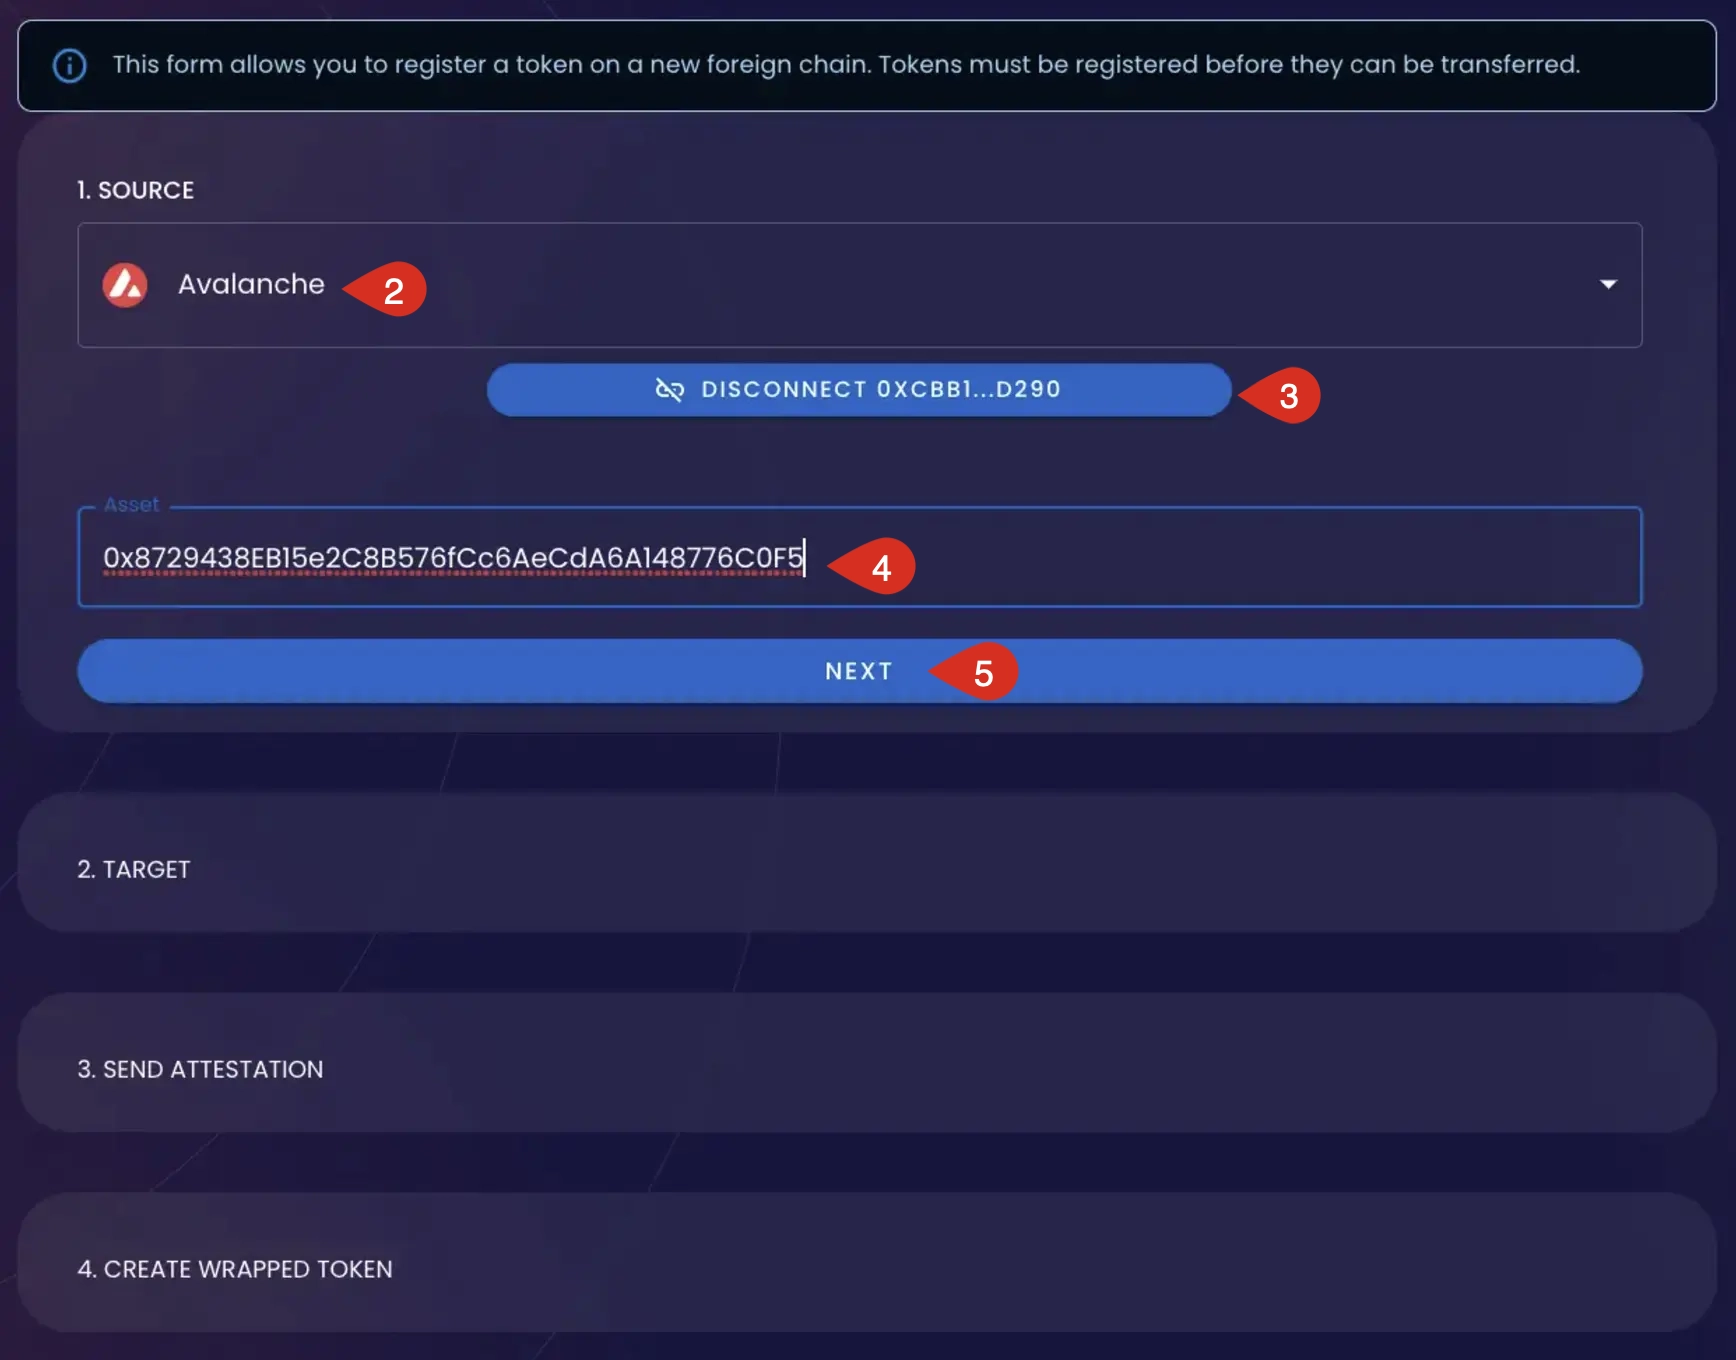 This form allows you to register a token on a new foreign chain. Tokens must be registered before they can be transferred.
1. SOURCE
Avalanche
2
DISCONNECT 0XCBB1...D290
3
Asset
0x8729438EB15e2C8B576fCc6AeCdA6A148776C0F5
4
NEXT
5
2. TARGET
3. SEND ATTESTATION
4. CREATE WRAPPED TOKEN